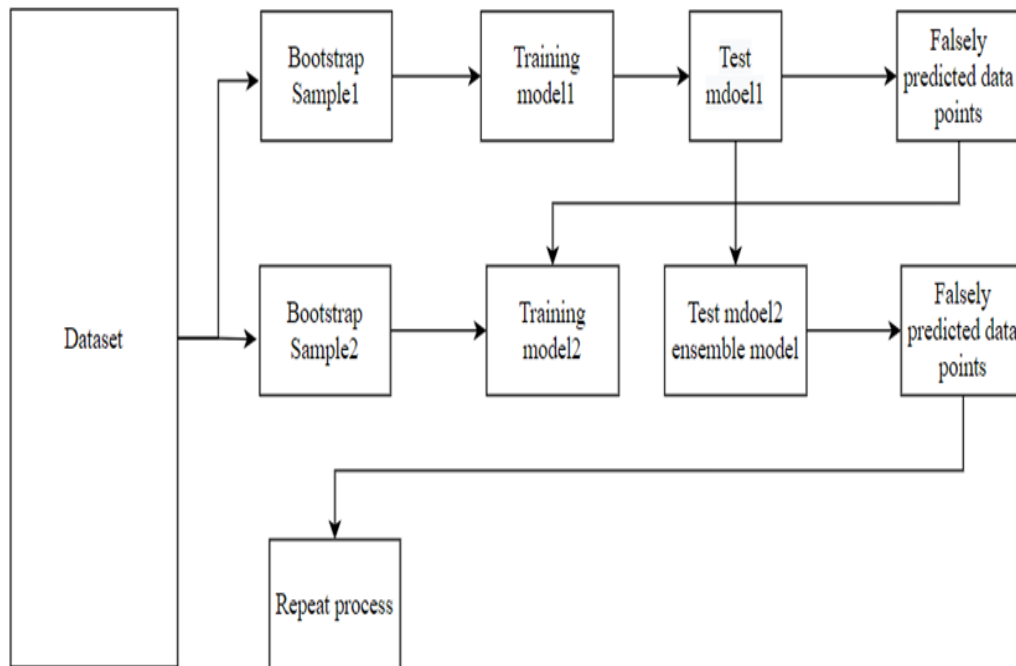 Bootstrap
Sample1
Training
model1
Test
mdoel1
Falsely
predicted data
points
Dataset
Bootstrap
Sample2
Training
model2
Test mdoel2
ensemble model
Falsely
predicted data
points
Repeat process